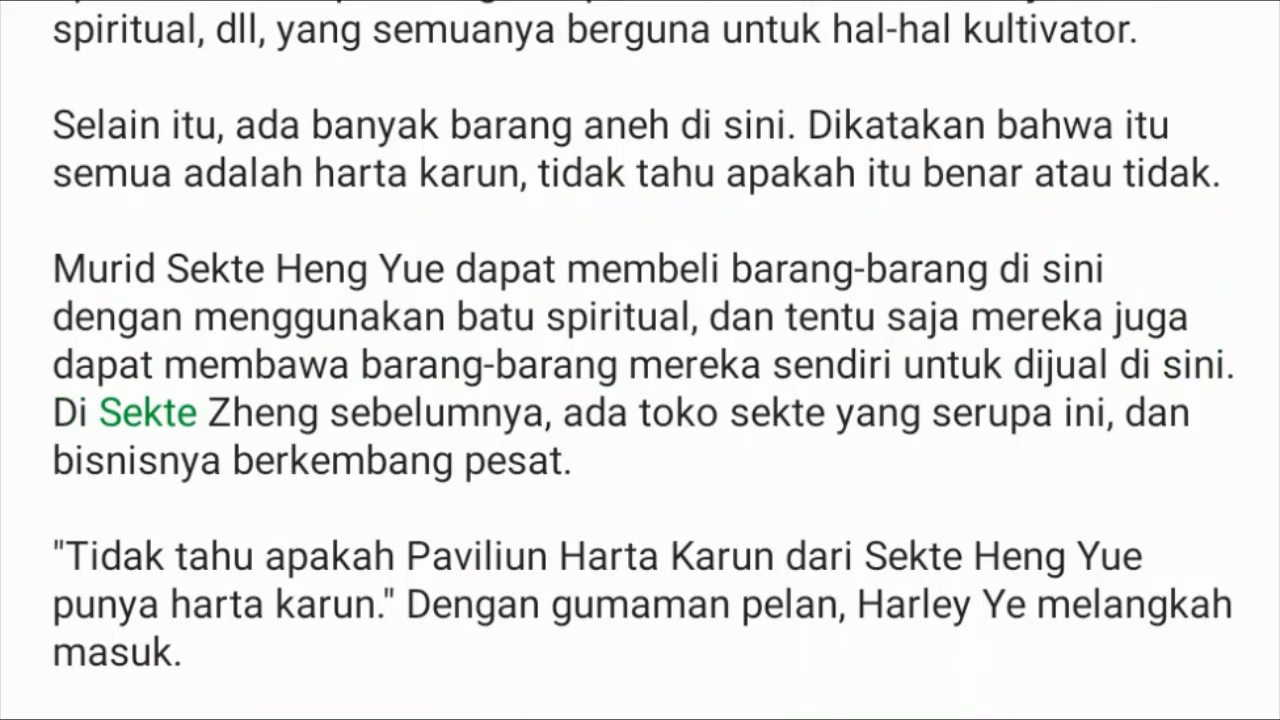 spiritual, dll, yang semuanya berguna untuk hal-hal kultivator.
Selain itu, ada banyak barang aneh di sini. Dikatakan bahwa itu
semua adalah harta karun, tidak tahu apakah itu benar atau tidak.
Murid Sekte Heng Yue dapat membeli barang-barang di sini
dengan menggunakan batu spiritual, dan tentu saja mereka juga
dapat membawa barang-barang mereka sendiri untuk dijual di sini.
Di Sekte Zheng sebelumnya, ada toko sekte yang serupa ini, dan
bisnisnya berkembang pesat.
"Tidak tahu apakah Paviliun Harta Karun dari Sekte Heng Yue
punya harta karun." Dengan gumaman pelan, Harley Ye melangkah
masuk.